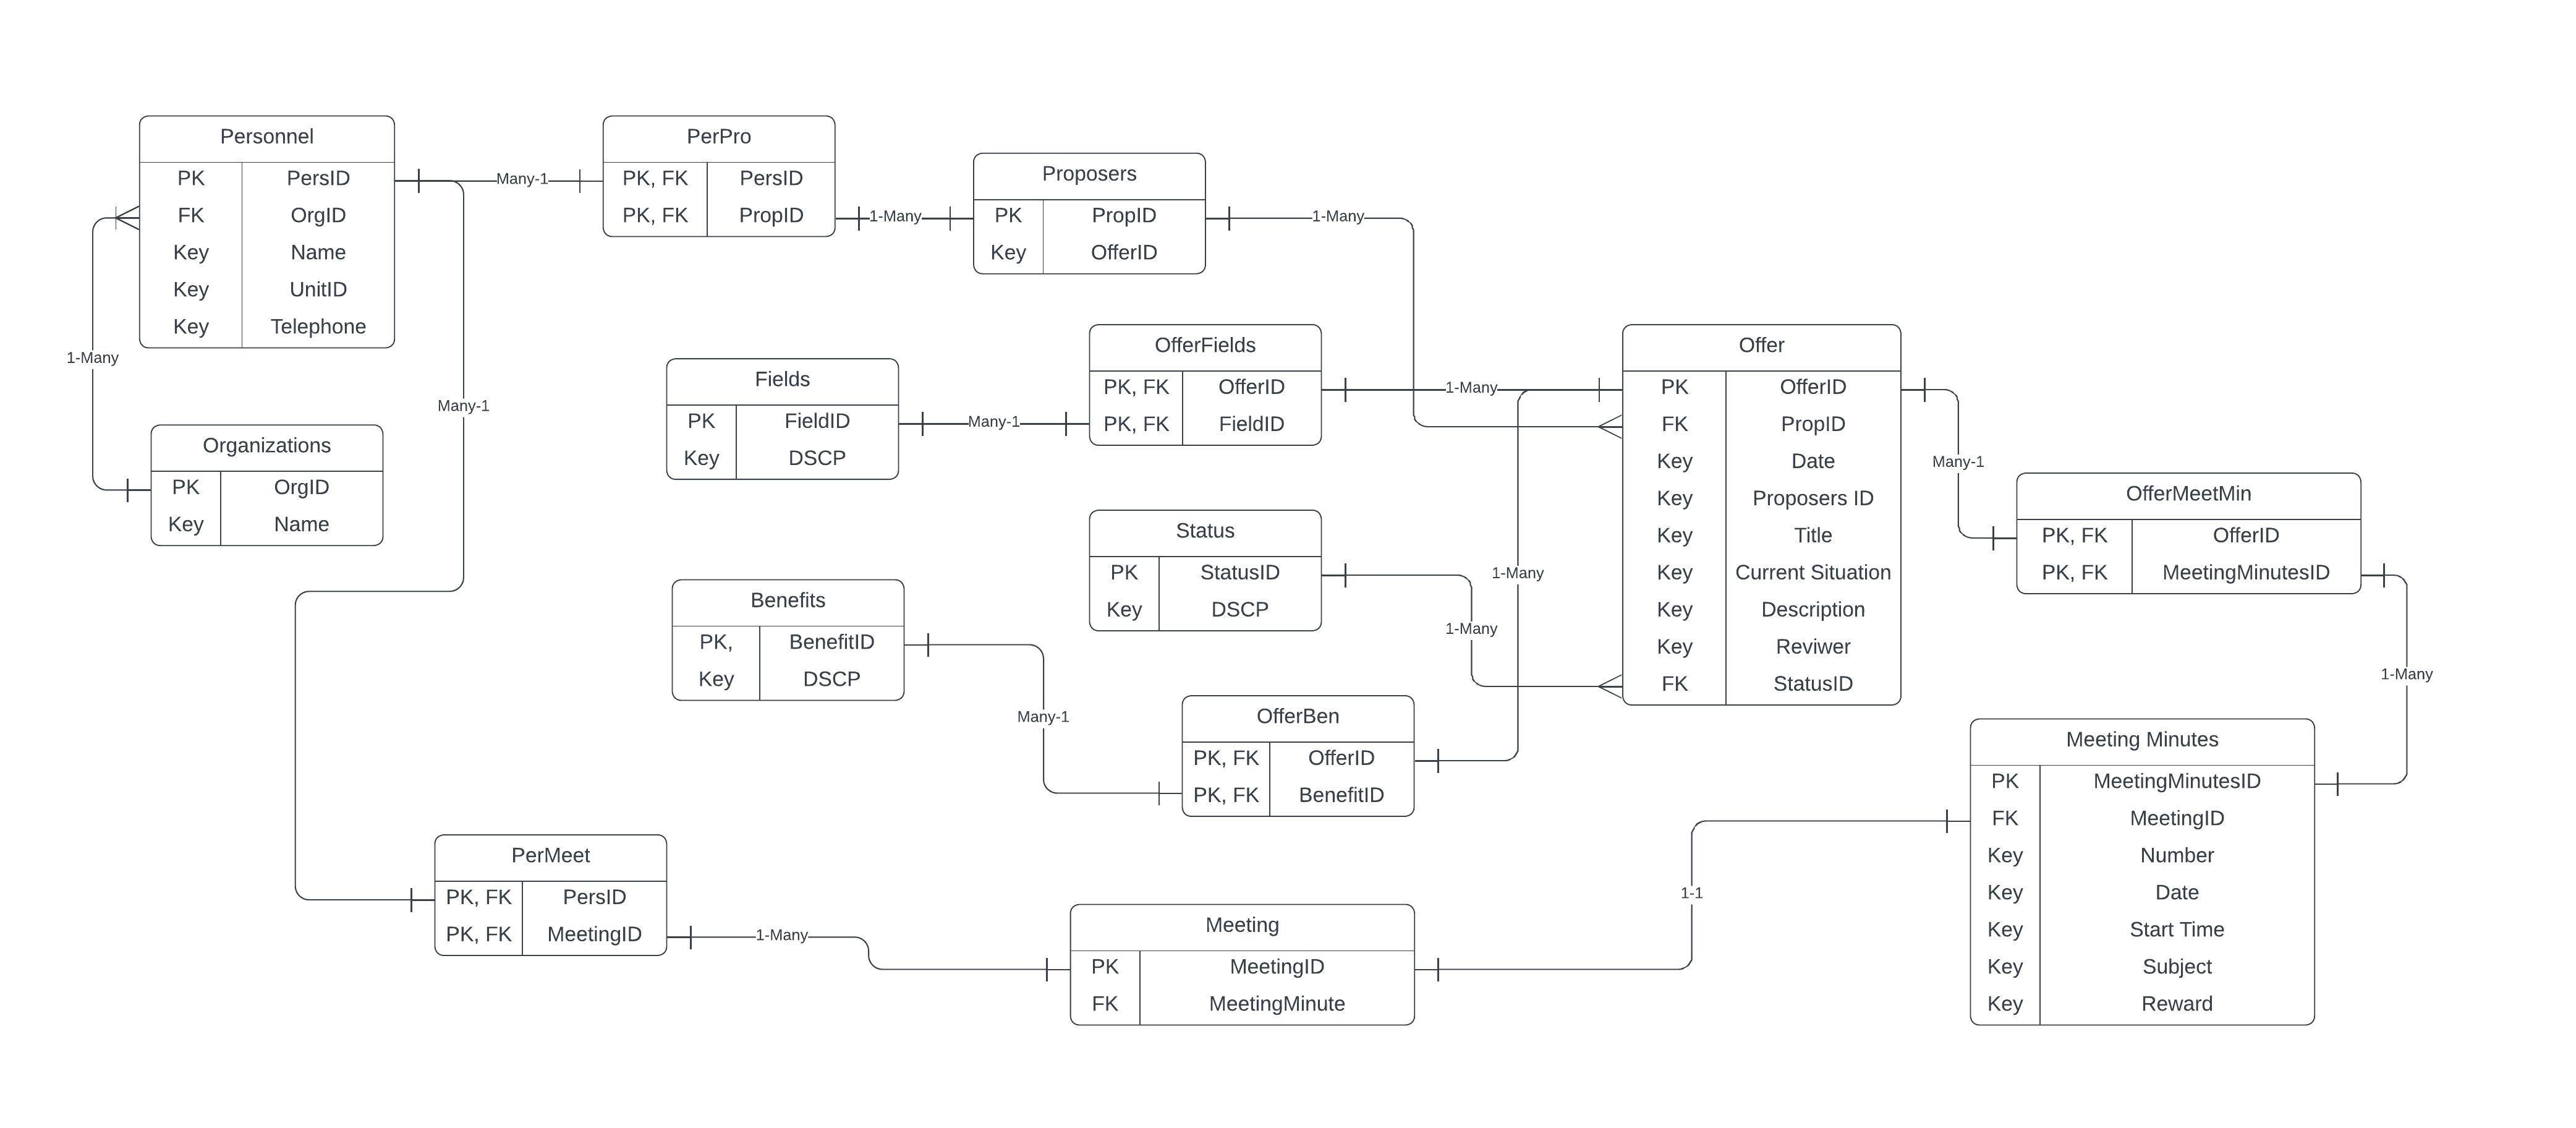 Personnel
PK PersID
FK OrgID
Key Name
Key UnitID
Key Telephone
Many-1
PerPro
PK, FK PersID
PK, FK PropID
1-Many
Proposers
PK PropID
Key OfferID
1-Many
1-Many
Many-1
Organizations
PK OrgID
Key Name
Fields
PK FieldID
Key DSCP
Many-1
OfferFields
PK, FK OfferID
PK, FK FieldID
1-Many
Offer
PK OfferID
FK PropID
Key Date
Key Proposers ID
Key Title
Key Current Situation
Key Description
Key Reviwer
FK StatusID
Many-1
OfferMeetMin
PK, FK OfferID
PK, FK MeetingMinutesID
Status
PK StatusID
Key DSCP
1-Many
1-Many
Benefits
PK, BenefitID
Key DSCP
Many-1
OfferBen
PK, FK OfferID
PK, FK BenefitID
1-Many
Meeting Minutes
PK MeetingMinutesID
FK MeetingID
Key Number
Key Date
Key Start Time
Key Subject
Key Reward
PerMeet
PK, FK PersID
PK, FK MeetingID
1-Many
Meeting
PK MeetingID
FK MeetingMinute
1-1